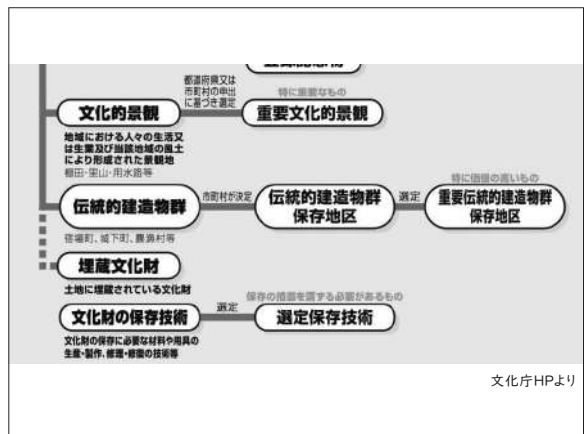 都道府県又は
市町村の申出
に基づき選定
特に重要なもの
文化的景観
重要文化的景観
地域における人々の生活又
は生業及び当該地域の風土
により形成された景観地
棚田・里山・用水路等
特に価値の高いもの
伝統的建造物群
市町村が決定
伝統的建造物群
保存地区
選定
重要伝統的建造物群
保存地区
宿場町、城下町、農漁村等
埋蔵文化財
土地に埋蔵されている文化財
保存の措置を講ずる必要があるもの
文化財の保存技術
選定
選定保存技術
文化財の保存に必要な材料や用具の
生産・製作、修理・修復の技術等
文化庁HPより